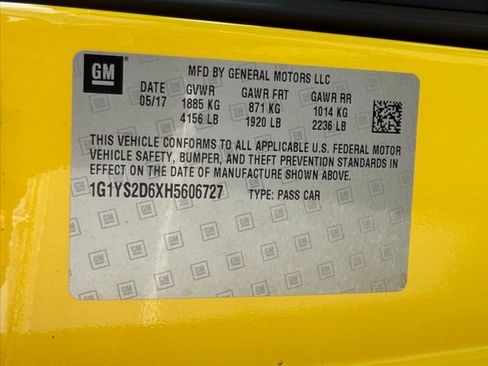 GM
MFD BY GENERAL MOTORS LLC
DATE GVWR GAWR FRT GAWR RR
05/17 1885 KG 871 KG 1014 KG
4156 LB 1920 LB 2236 LB
THIS VEHICLE CONFORMS TO ALL APPLICABLE U.S. FEDERAL MOTOR
VEHICLE SAFETY, BUMPER, AND THEFT PREVENTION STANDARDS IN
EFFECT ON THE DATE OF MANUFACTURE SHOWN ABOVE.
1G1YS2D6XH5606727 TYPE: PASS CAR